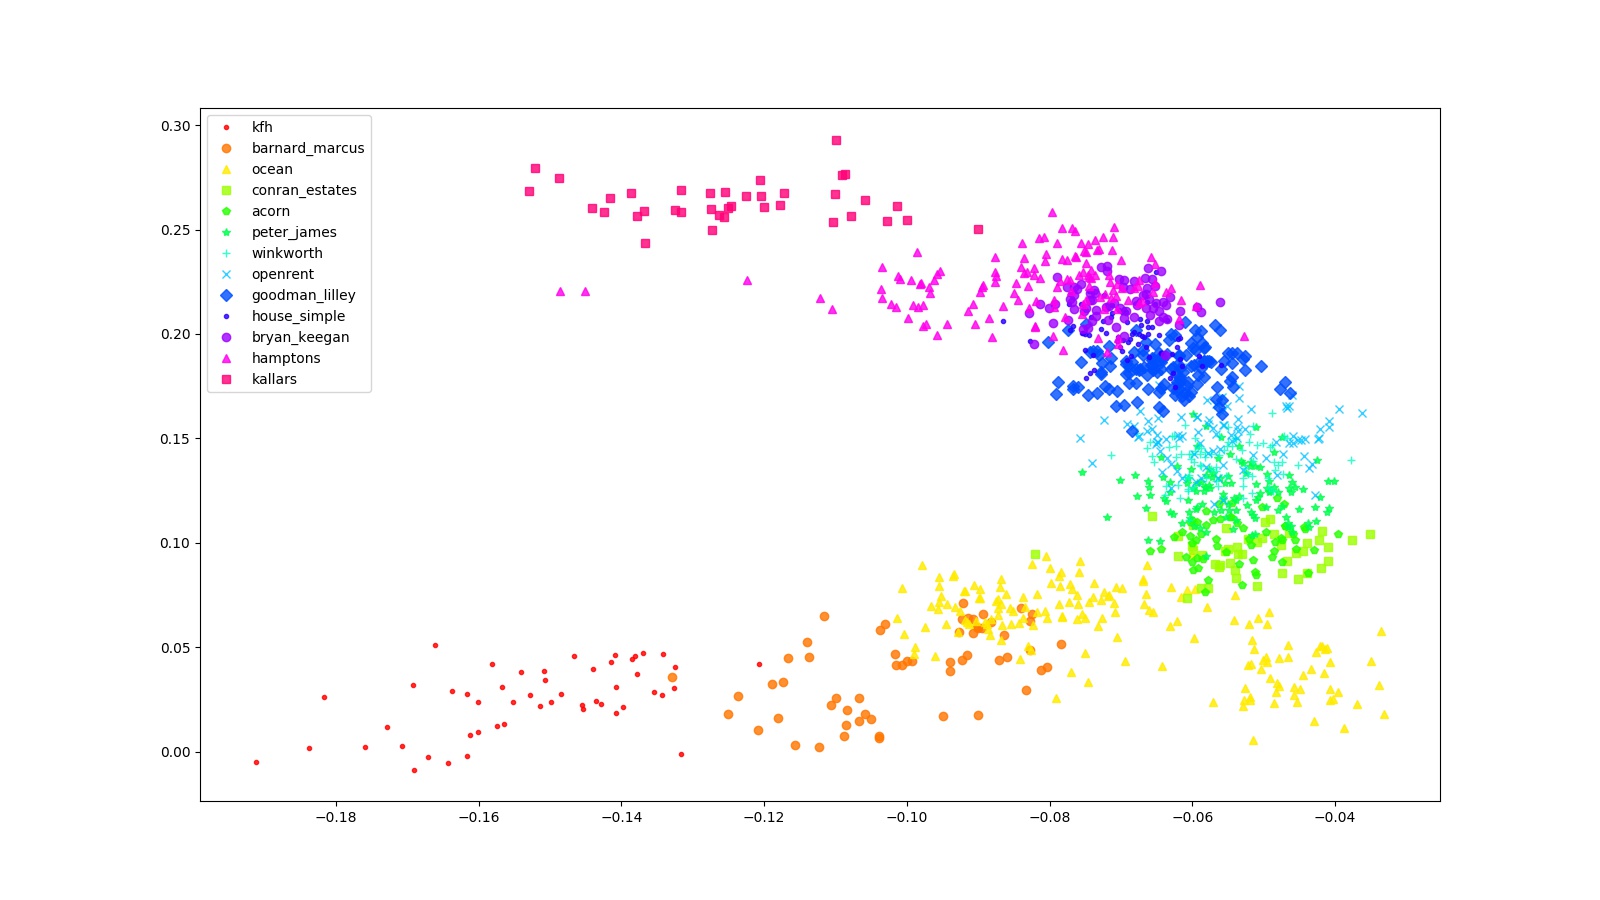 0.30
0.25
0.20
0.15
0.10
0.05
0.00
kfh
barnard_marcus
ocean
conran_estates
acorn
peter_james
winkworth
openrent
goodman_lilley
house_simple
bryan_keegan
hamptons
kallars
−0.18 −0.16 −0.14 −0.12 −0.10 −0.08 −0.06 −0.04